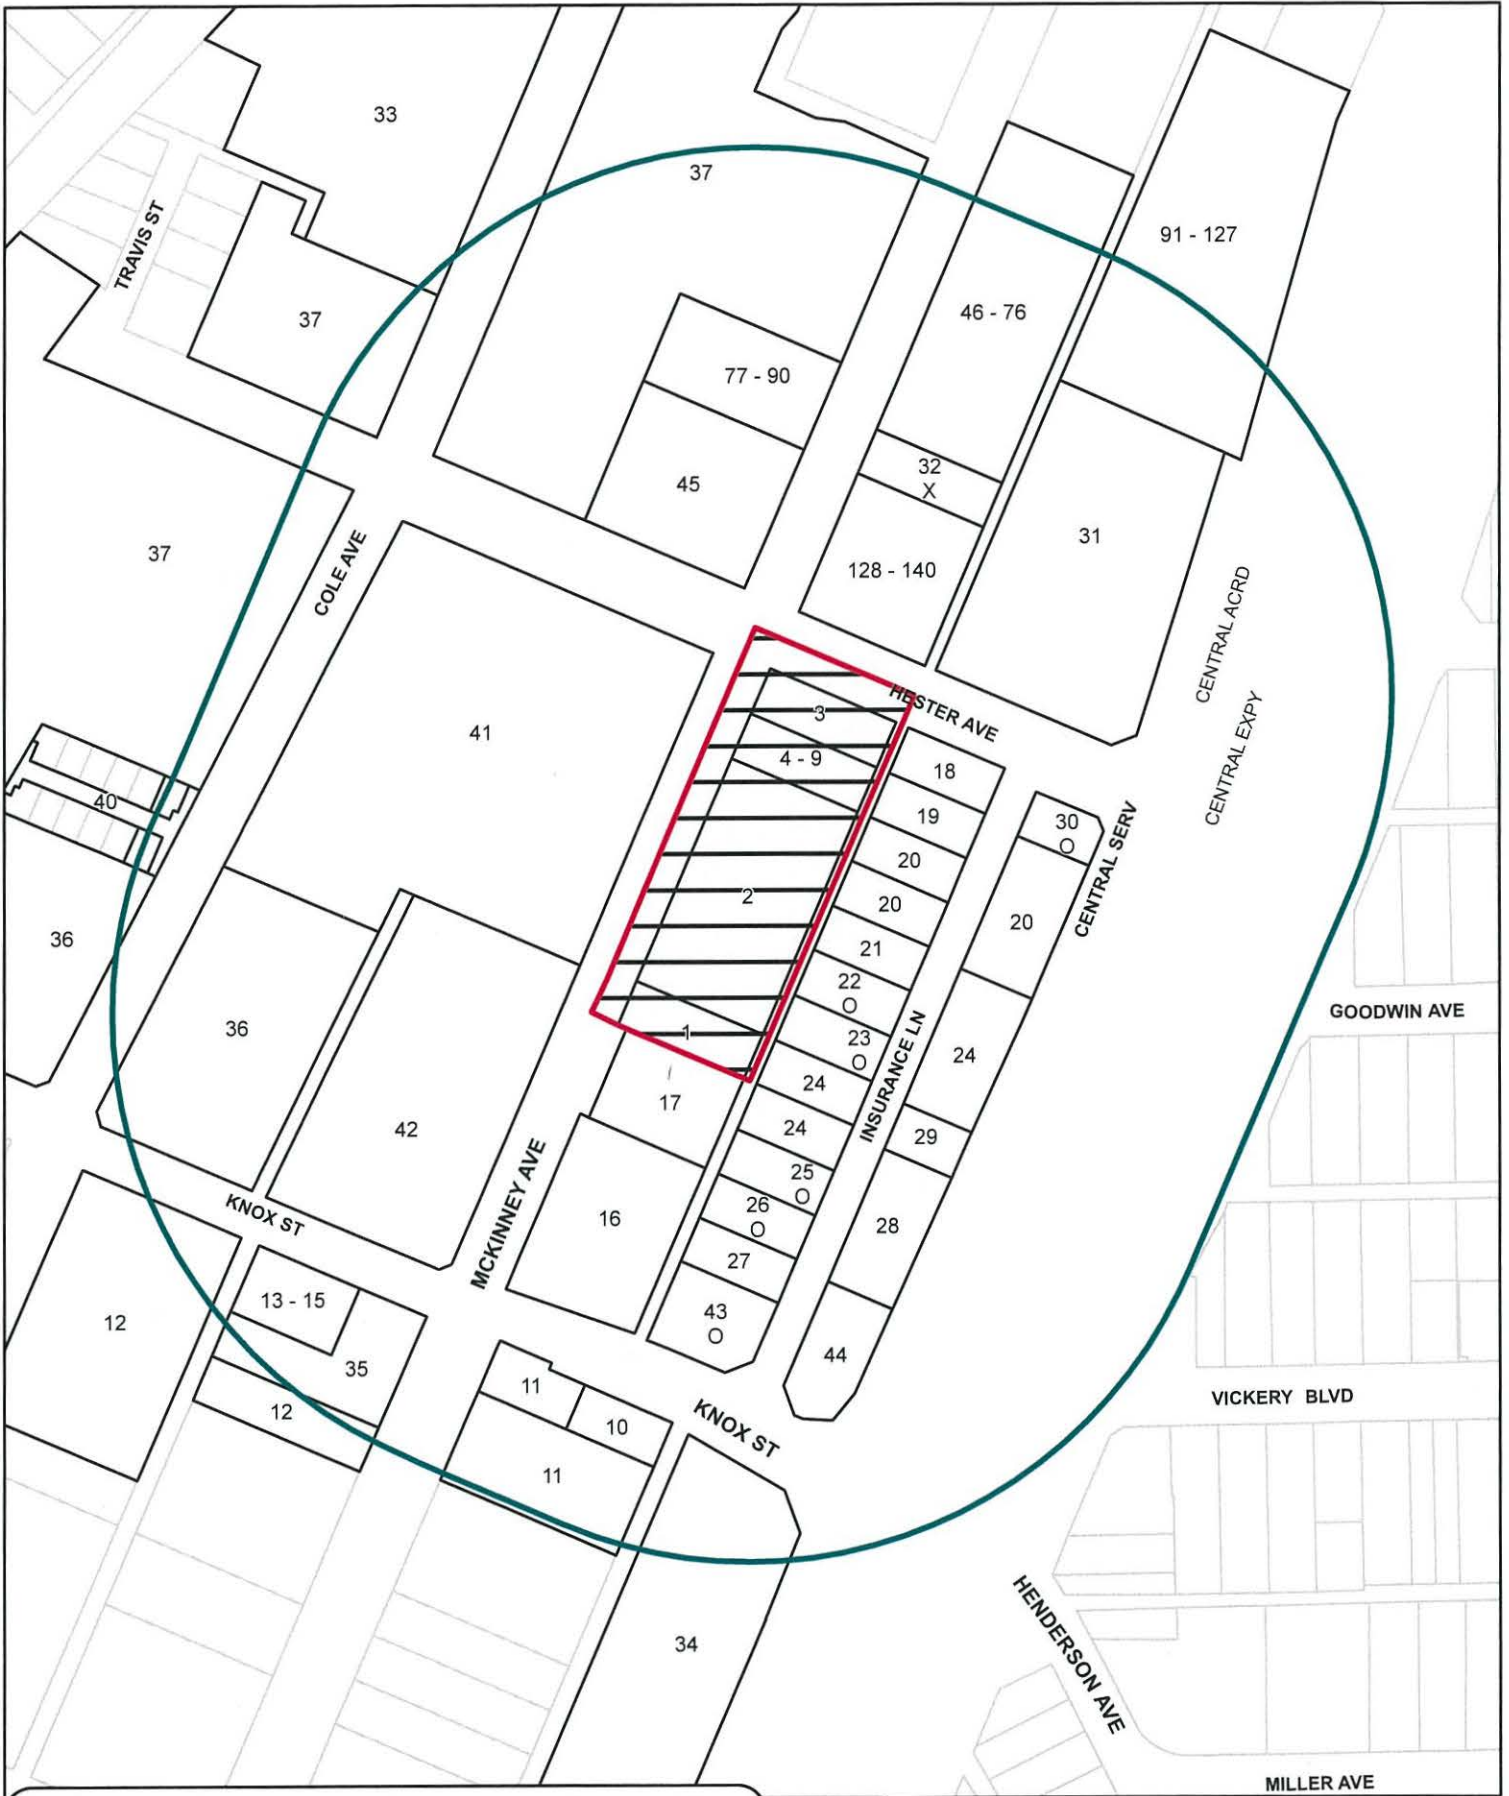 33
37
TRAVIS ST
91 - 127
37
46 - 76
77 - 90
32
X
45
31
37
COLE AVE
128 - 140
CENTRAL ACRD
CENTRAL EXPY
HESTER AVE
3
41
4 - 9
18
40
19
30
O
CENTRAL SERV
20
2
20
20
36
21
22
O
GOODWIN AVE
36
1
23
O
INSURANCE LN
24
24
17
42
24
29
25
O
KNOX ST
MCKINNEY AVE
16
26
O
28
27
13 - 15
12
43
O
35
44
11
12
10
KNOX ST
VICKERY BLVD
11
HENDERSON AVE
34
MILLER AVE